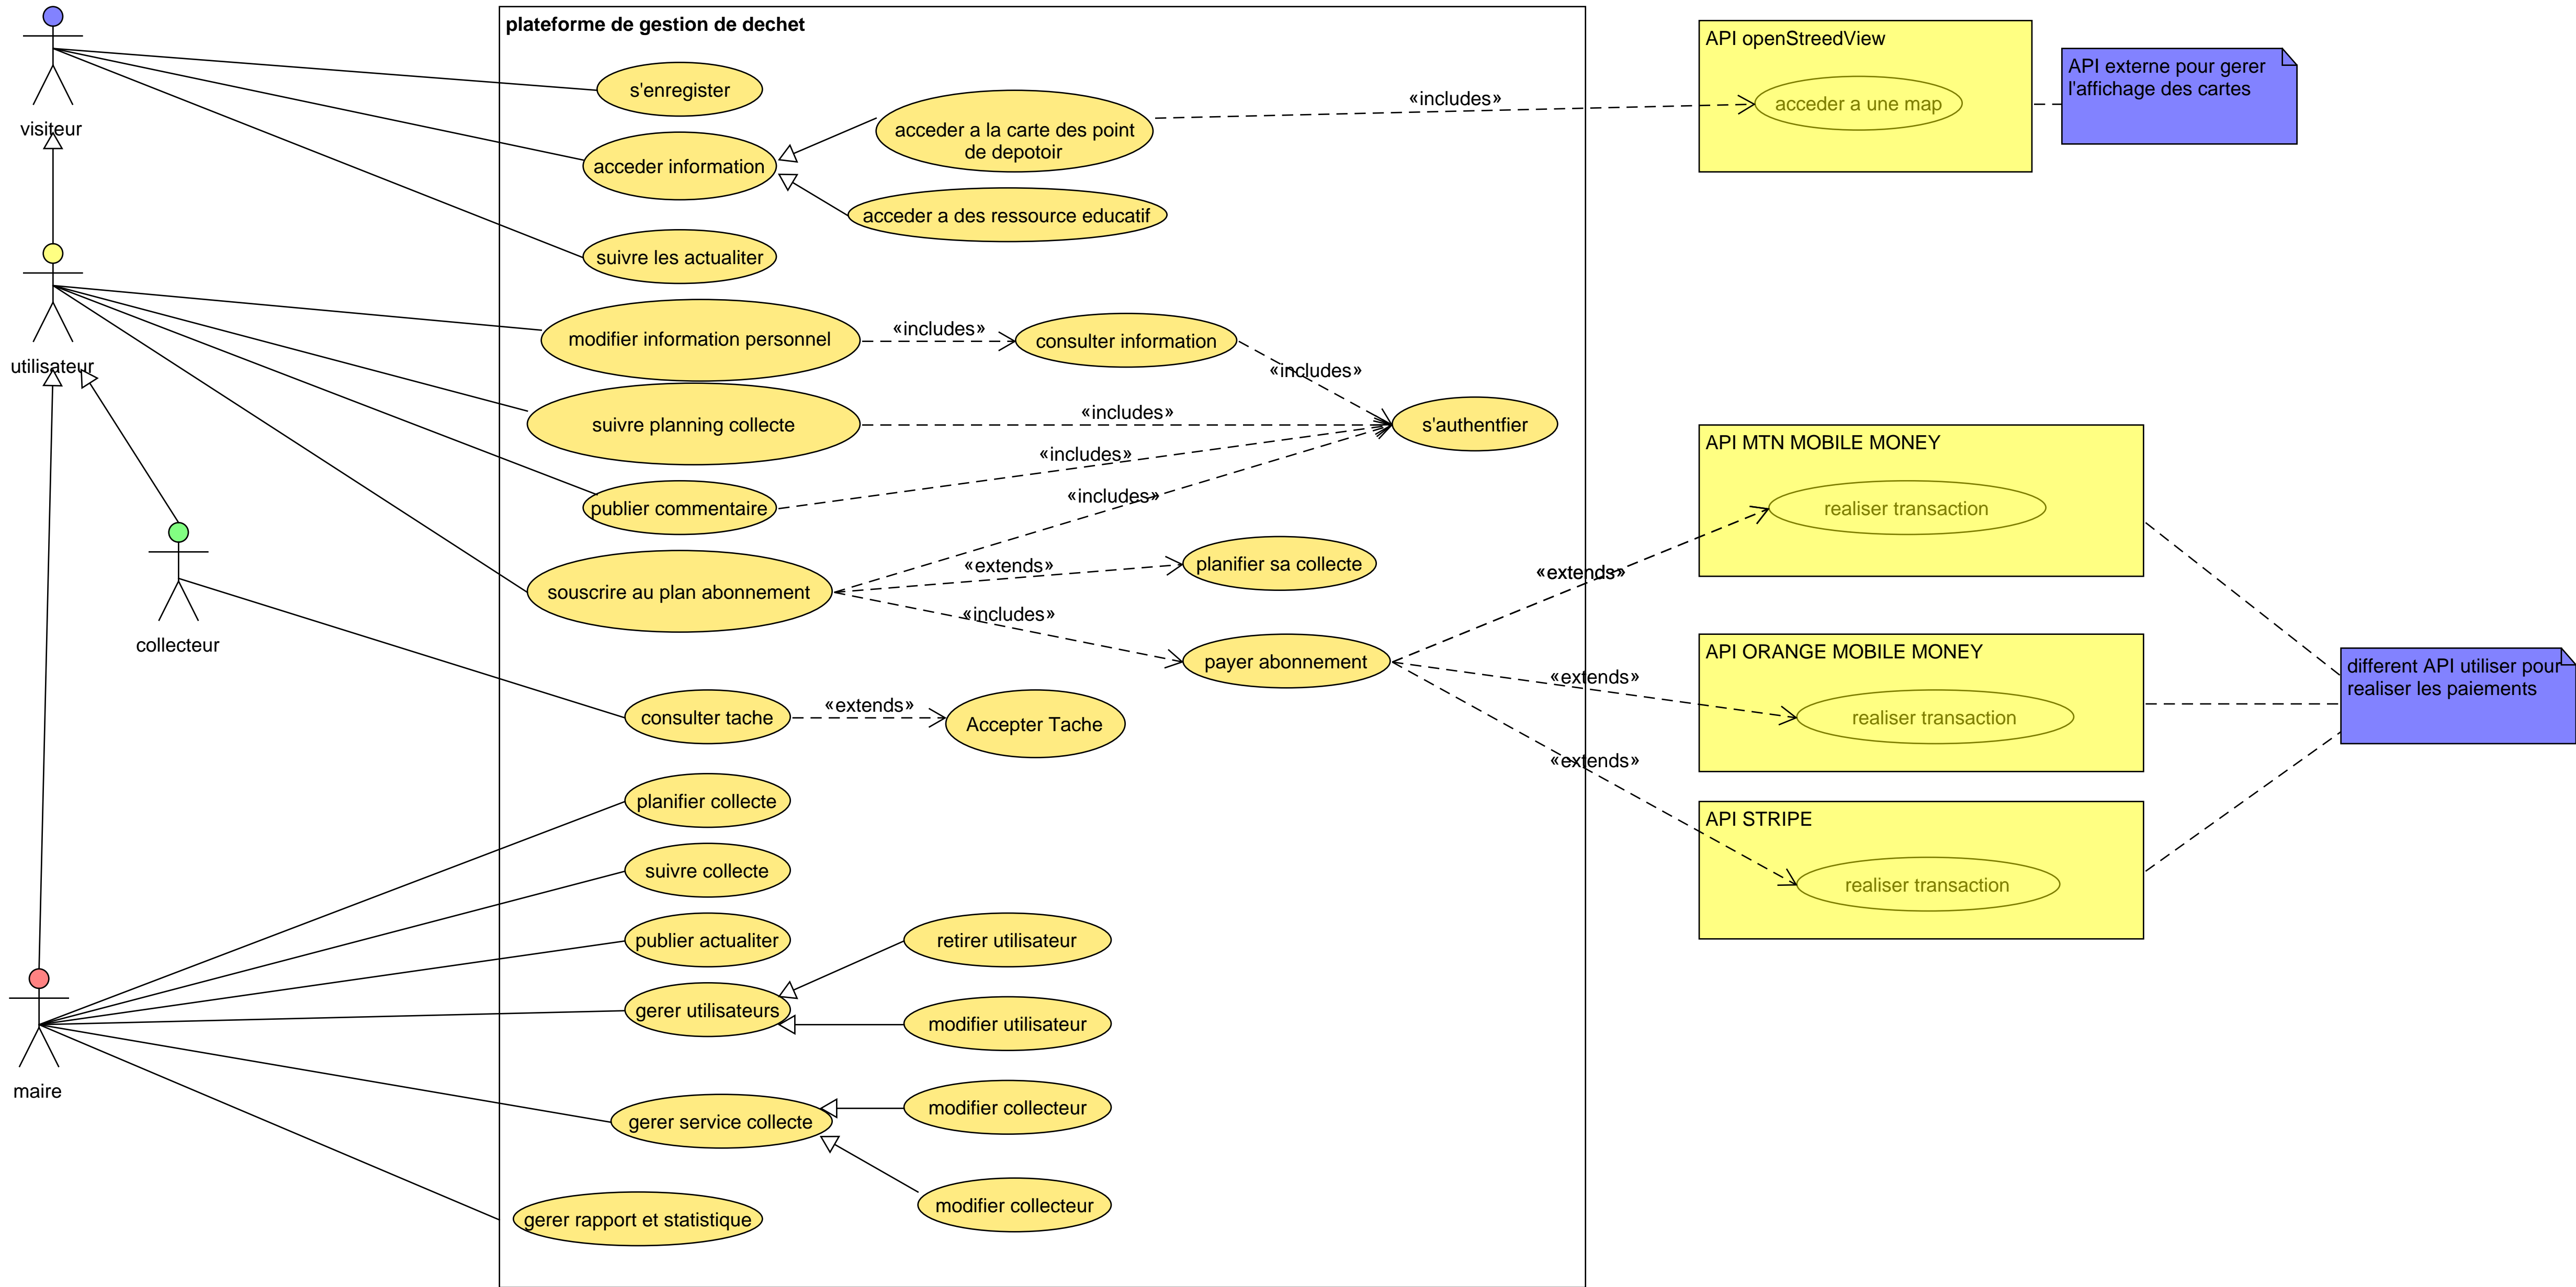 plateforme de gestion de dechet
API openStreedView
API externe pour gerer
l'affichage des cartes
s'enregister
«includes»
acceder a une map
visiteur
acceder a la carte des point
de depotoir
acceder information
acceder a des ressource educatif
suivre les actualiter
modifier information personnel
«includes»
consulter information
utilisateur
«includes»
suivre planning collecte
«includes»
s'authentfier
API MTN MOBILE MONEY
«includes»
«includes»
publier commentaire
realiser transaction
«extends»
planifier sa collecte
«extends»
souscrire au plan abonnement
«includes»
collecteur
payer abonnement
API ORANGE MOBILE MONEY
different API utiliser pour
realiser les paiements
«extends»
consulter tache
«extends»
Accepter Tache
realiser transaction
«extends»
planifier collecte
API STRIPE
suivre collecte
realiser transaction
publier actualiter
retirer utilisateur
gerer utilisateurs
modifier utilisateur
maire
gerer service collecte
modifier collecteur
modifier collecteur
gerer rapport et statistique